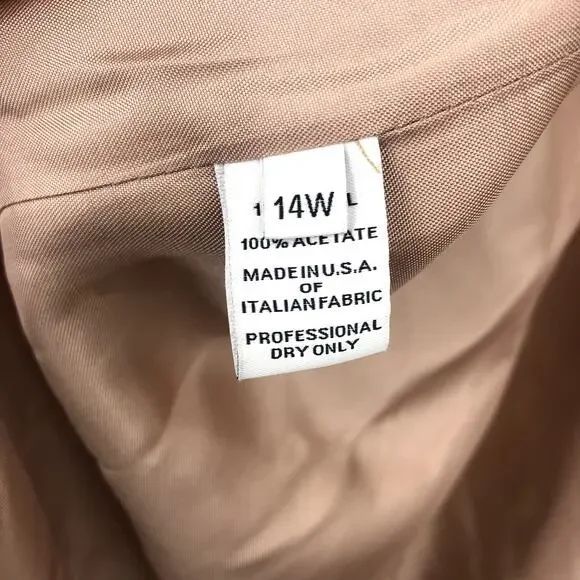 14W
100% ACETATE
MADE IN U.S.A.
OF
ITALIAN FABRIC
PROFESSIONAL
DRY ONLY